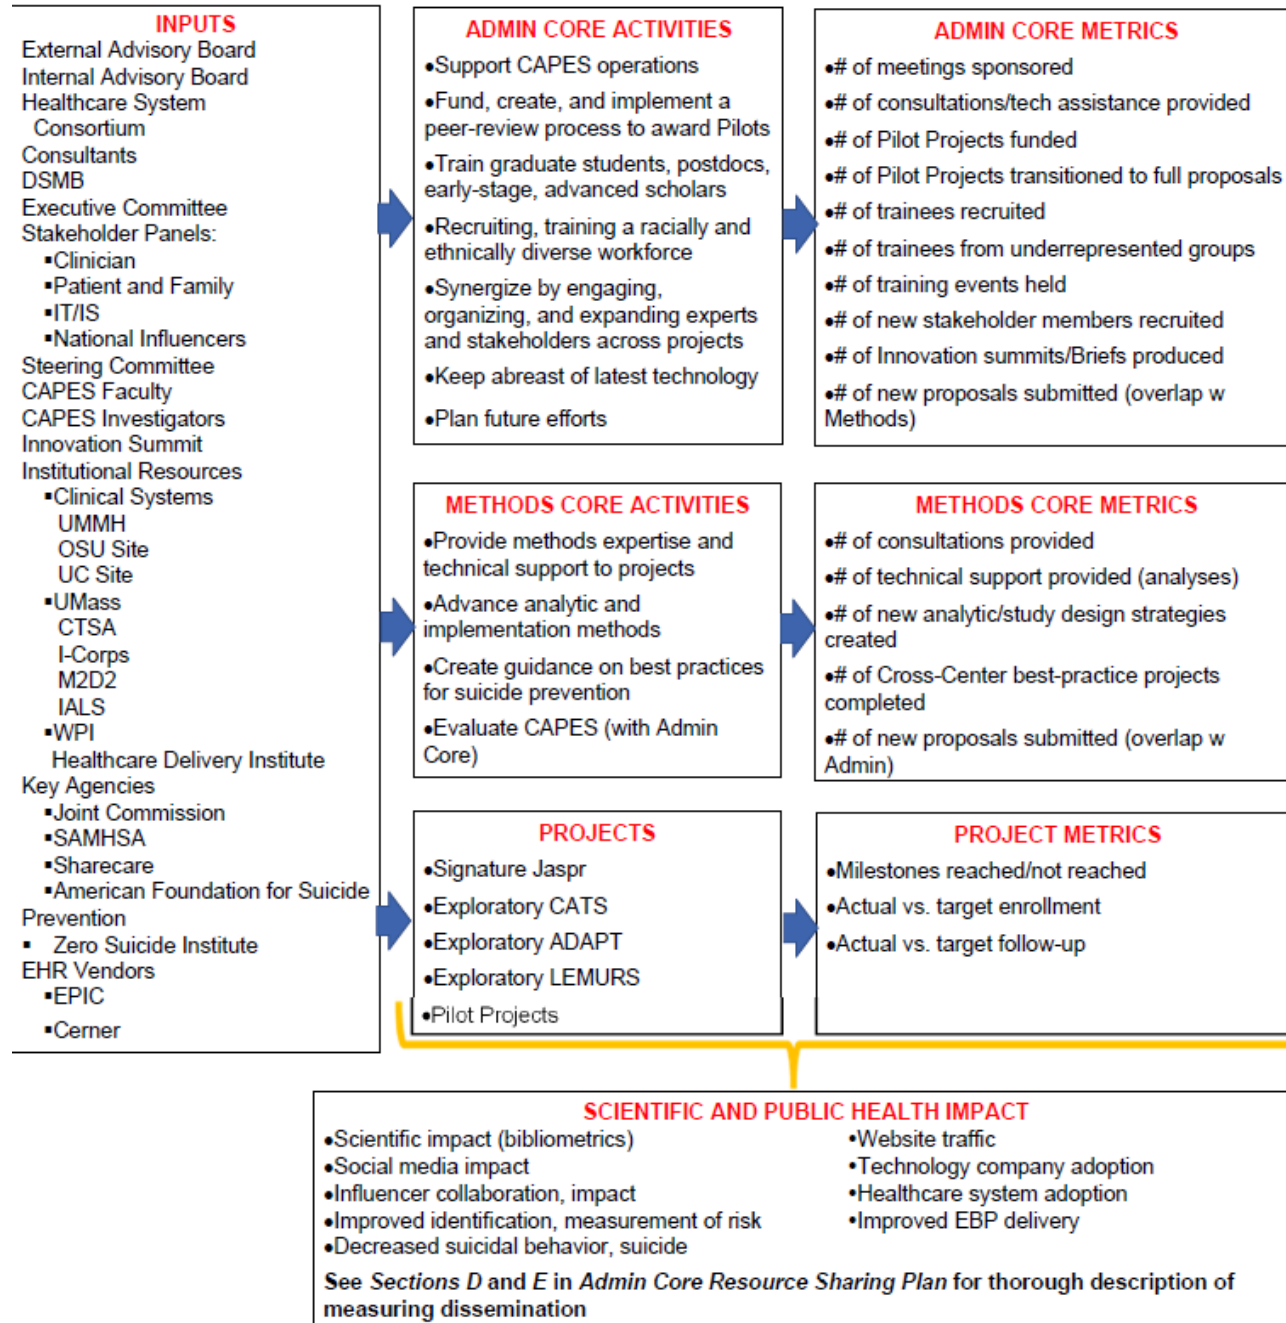 INPUTS
External Advisory Board
Internal Advisory Board
Healthcare System
Consortium
Consultants
DSMB
Executive Committee
Stakeholder Panels:
▪Clinician
▪Patient and Family
▪IT/IS
▪National Influencers
Steering Committee
CAPES Faculty
CAPES Investigators
Innovation Summit
Institutional Resources
▪Clinical Systems
UMMH
OSU Site
UC Site
▪UMass
CTSA
I-Corps
M2D2
IALS
▪WPI
Healthcare Delivery Institute
Key Agencies
▪Joint Commission
▪SAMHSA
▪Sharecare
▪American Foundation for Suicide
Prevention
▪ Zero Suicide Institute
EHR Vendors
▪EPIC
▪Cerner
ADMIN CORE ACTIVITIES
•Support CAPES operations
•Fund, create, and implement a
peer-review process to award Pilots
•Train graduate students, postdocs,
early-stage, advanced scholars
•Recruiting, training a racially and
ethnically diverse workforce
•Synergize by engaging,
organizing, and expanding experts
and stakeholders across projects
•Keep abreast of latest technology
•Plan future efforts
ADMIN CORE METRICS
•# of meetings sponsored
•# of consultations/tech assistance provided
•# of Pilot Projects funded
•# of Pilot Projects transitioned to full proposals
•# of trainees recruited
•# of trainees from underrepresented groups
•# of training events held
•# of new stakeholder members recruited
•# of Innovation summits/Briefs produced
•# of new proposals submitted (overlap w
Methods)
METHODS CORE ACTIVITIES
•Provide methods expertise and
technical support to projects
•Advance analytic and
implementation methods
•Create guidance on best practices
for suicide prevention
•Evaluate CAPES (with Admin
Core)
METHODS CORE METRICS
•# of consultations provided
•# of technical support provided (analyses)
•# of new analytic/study design strategies
created
•# of Cross-Center best-practice projects
completed
•# of new proposals submitted (overlap w
Admin)
PROJECTS
•Signature Jaspr
•Exploratory CATS
•Exploratory ADAPT
•Exploratory LEMURS
•Pilot Projects
PROJECT METRICS
•Milestones reached/not reached
•Actual vs. target enrollment
•Actual vs. target follow-up
SCIENTIFIC AND PUBLIC HEALTH IMPACT
•Scientific impact (bibliometrics)
•Social media impact
•Influencer collaboration, impact
•Improved identification, measurement of risk
•Decreased suicidal behavior, suicide
•Website traffic
•Technology company adoption
•Healthcare system adoption
•Improved EBP delivery
See Sections D and E in Admin Core Resource Sharing Plan for thorough description of
measuring dissemination